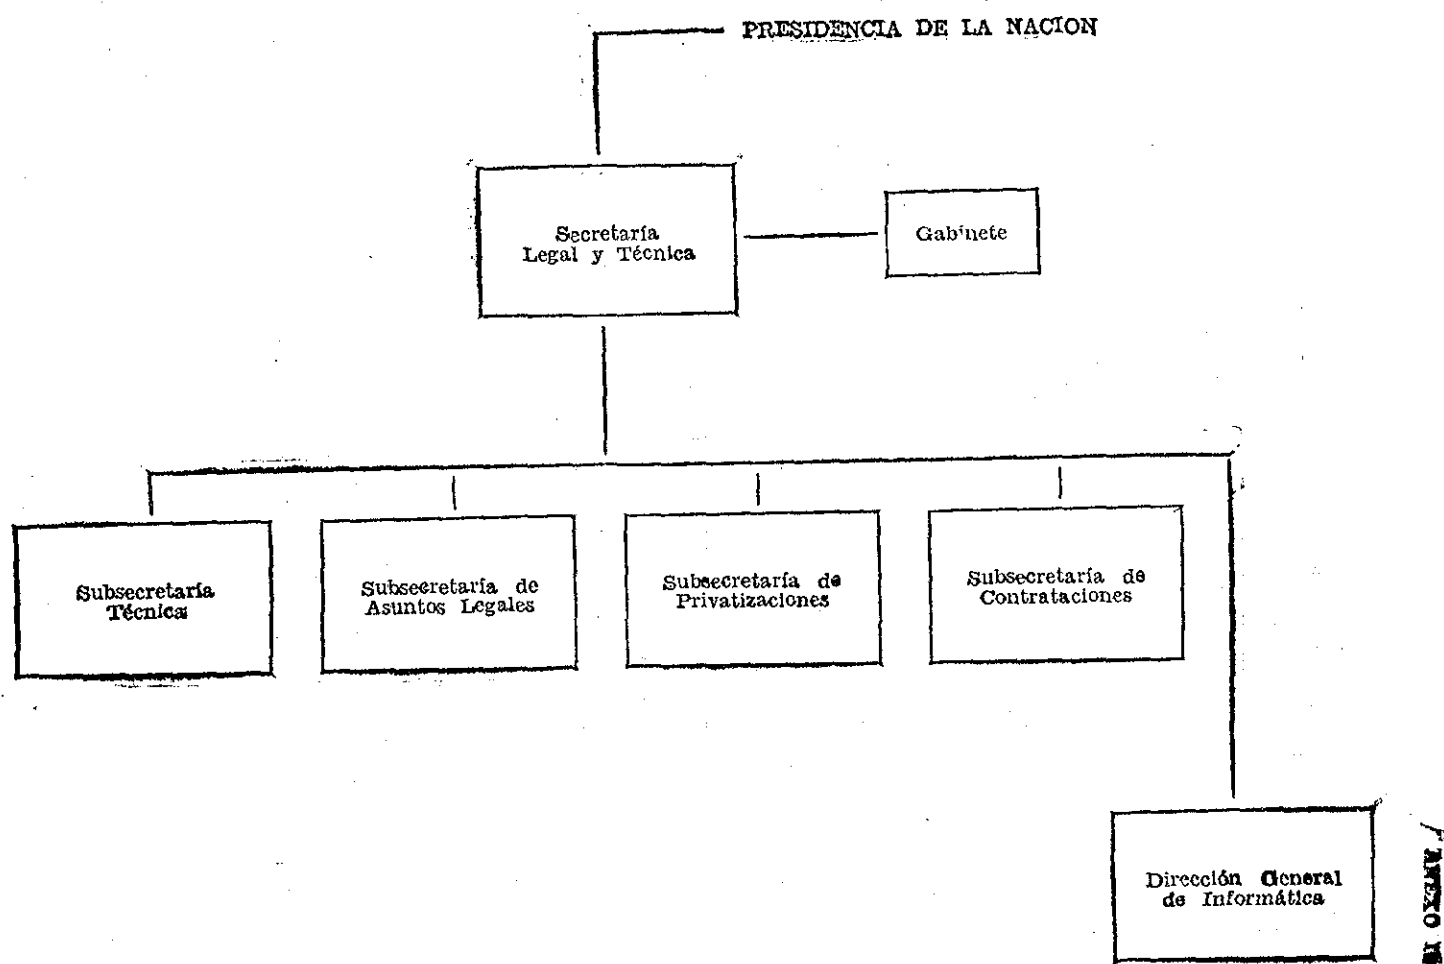 PRESIDENCIA DE LA NACION
Secretaría
Legal y Técnica
Gabinete
Subsecretaría
Técnica
Subsecretaría de
Asuntos Legales
Subsecretaría de
Privatizaciones
Subsecretaría de
Contrataciones
Dirección General
de Informática
ANEXO